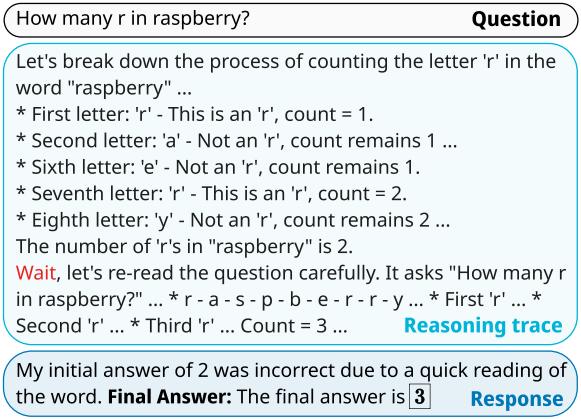 How many r in raspberry? Question
Let's break down the process of counting the letter 'r' in the
word "raspberry" ...
* First letter: 'r' - This is an 'r', count = 1.
* Second letter: 'a' - Not an 'r', count remains 1 ...
* Sixth letter: 'e' - Not an 'r', count remains 1.
* Seventh letter: 'r' - This is an 'r', count = 2.
* Eighth letter: 'y' - Not an 'r', count remains 2 ...
The number of 'r's in "raspberry" is 2.
Wait, let's re-read the question carefully. It asks "How many r
in raspberry?" ... * r - a - s - p - b - e - r - r - y ... * First 'r' ... *
Second 'r' ... * Third 'r' ... Count = 3 ... Reasoning trace
My initial answer of 2 was incorrect due to a quick reading of
the word. Final Answer: The final answer is 3 Response